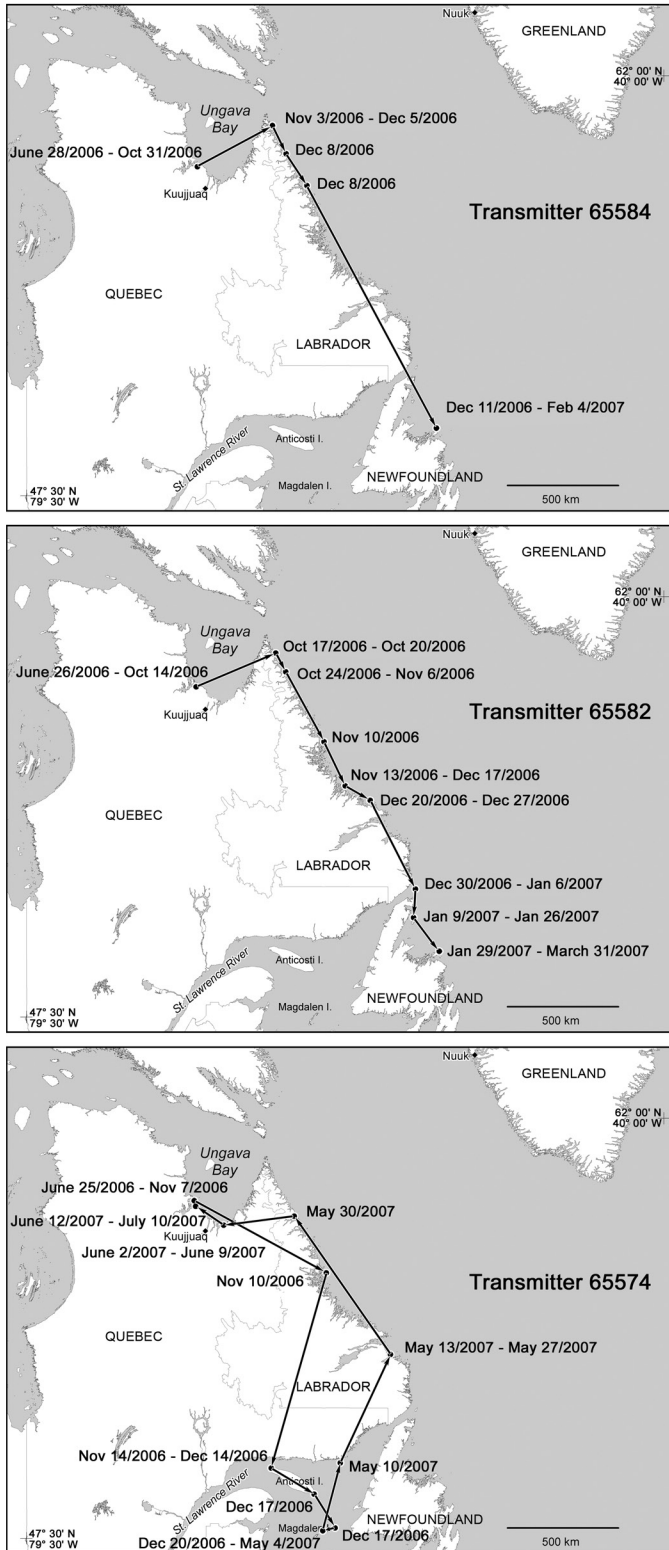 Nuuk
GREENLAND
62° 00' N
40° 00' W
Ungava
Bay
Nov 3/2006 - Dec 5/2006
June 28/2006 - Oct 31/2006
Dec 8/2006
Kuujjuaq
Dec 8/2006
Transmitter 65584
QUEBEC
LABRADOR
Dec 11/2006 - Feb 4/2007
Anticosti I.
St. Lawrence River
NEWFOUNDLAND
Magdalen I.
47° 30' N
79° 30' W
500 km
Nuuk
GREENLAND
62° 00' N
40° 00' W
Ungava
Bay
Oct 17/2006 - Oct 20/2006
June 26/2006 - Oct 14/2006
Oct 24/2006 - Nov 6/2006
Kuujjuaq
Transmitter 65582
Nov 10/2006
Nov 13/2006 - Dec 17/2006
Dec 20/2006 - Dec 27/2006
QUEBEC
LABRADOR
Dec 30/2006 - Jan 6/2007
Jan 9/2007 - Jan 26/2007
Jan 29/2007 - March 31/2007
Anticosti I.
St. Lawrence River
NEWFOUNDLAND
Magdalen I.
47° 30' N
79° 30' W
500 km
Nuuk
GREENLAND
62° 00' N
40° 00' W
Ungava
Bay
June 25/2006 - Nov 7/2006
May 30/2007
June 12/2007 - July 10/2007
Kuujjuaq
June 2/2007 - June 9/2007
Nov 10/2006
Transmitter 65574
QUEBEC
May 13/2007 - May 27/2007
LABRADOR
Nov 14/2006 - Dec 14/2006
May 10/2007
Anticosti I.
St. Lawrence River
Dec 17/2006
NEWFOUNDLAND
Magdalen I.
Dec 17/2006
Dec 20/2006 - May 4/2007
47° 30' N
79° 30' W
500 km